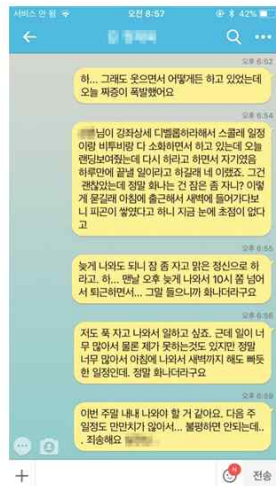 서비스 안 됨
오전 8:57
42%
오후 6:52
하... 그래도 웃으면서 어떻게든 하고 있었는데
오늘 짜증이 폭발했어요
오후 6:54
님이 강좌상세 디벨롭하라해서 스콜레 일정
이랑 비투비랑 다 소화하면서 하고 있는데 오늘
랜딩보여줬는데 다시 하라고 하면서 자기였음
하루만에 끝낼 일이라고 하길래 네 이랬죠. 그건
괜찮았는데 정말 화나는 건 잠은 좀 자니? 이렇
게 묻길래 아침에 출근해서 새벽에 들어가다보
니 피곤이 쌓였다고 하니 지금 눈에 초점이 없다
고
오후 6:55
늦게 나와도 되니 잠 좀 자고 맑은 정신으로 하
라고. 하... 맨날 오후 늦게 나와서 10시 쫌 넘어
서 퇴근하면서... 그말 들으니까 화나더라구요
오후 6:56
저도 푹 자고 나와서 일하고 싶죠. 근데 일이 너
무 많아서 물론 제가 못하는것도 있지만 정말
너무 많아서 아침에 나와서 새벽까지 해도 빠듯
한 일정인데. 정말 화나더라구요
오후 6:59
이번 주말 내내 나와야 할 거 같아요. 다음 주
일정도 만만치가 않아서... 불평하면 안되는데..
. 죄송해요
전송